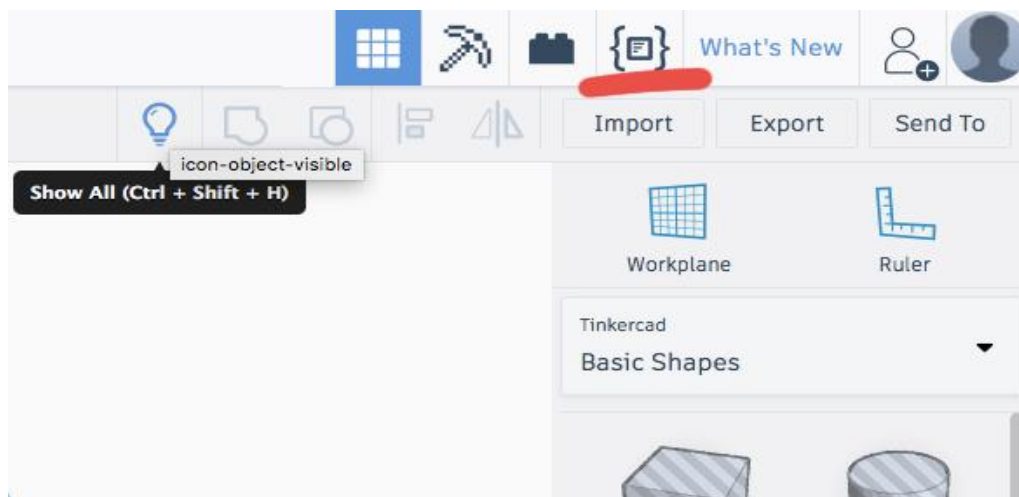 What's New
Import Export Send To
icon-object-visible
Show All (Ctrl + Shift + H)
Workplane Ruler
Tinkercad
Basic Shapes